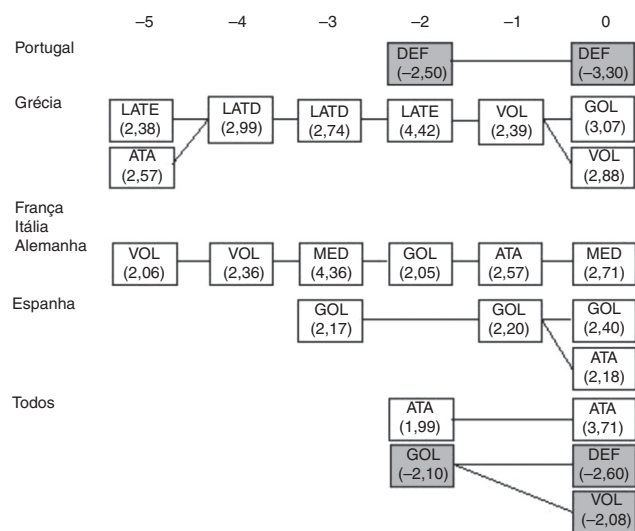 –5 –4 –3 –2 –1 0
Portugal
DEF DEF
(–2,50) (–3,30)
Grécia
LATE LATD LATD LATE VOL GOL
(2,38) (2,99) (2,74) (4,42) (2,39) (3,07)
ATA VOL
(2,57) (2,88)
França
Itália
Alemanha
VOL VOL MED GOL ATA MED
(2,06) (2,36) (4,36) (2,05) (2,57) (2,71)
Espanha
GOL GOL GOL
(2,17) (2,20) (2,40)
ATA
(2,18)
Todos
ATA ATA
(1,99) (3,71)
GOL DEF
(–2,10) (–2,60)
VOL
(–2,08)